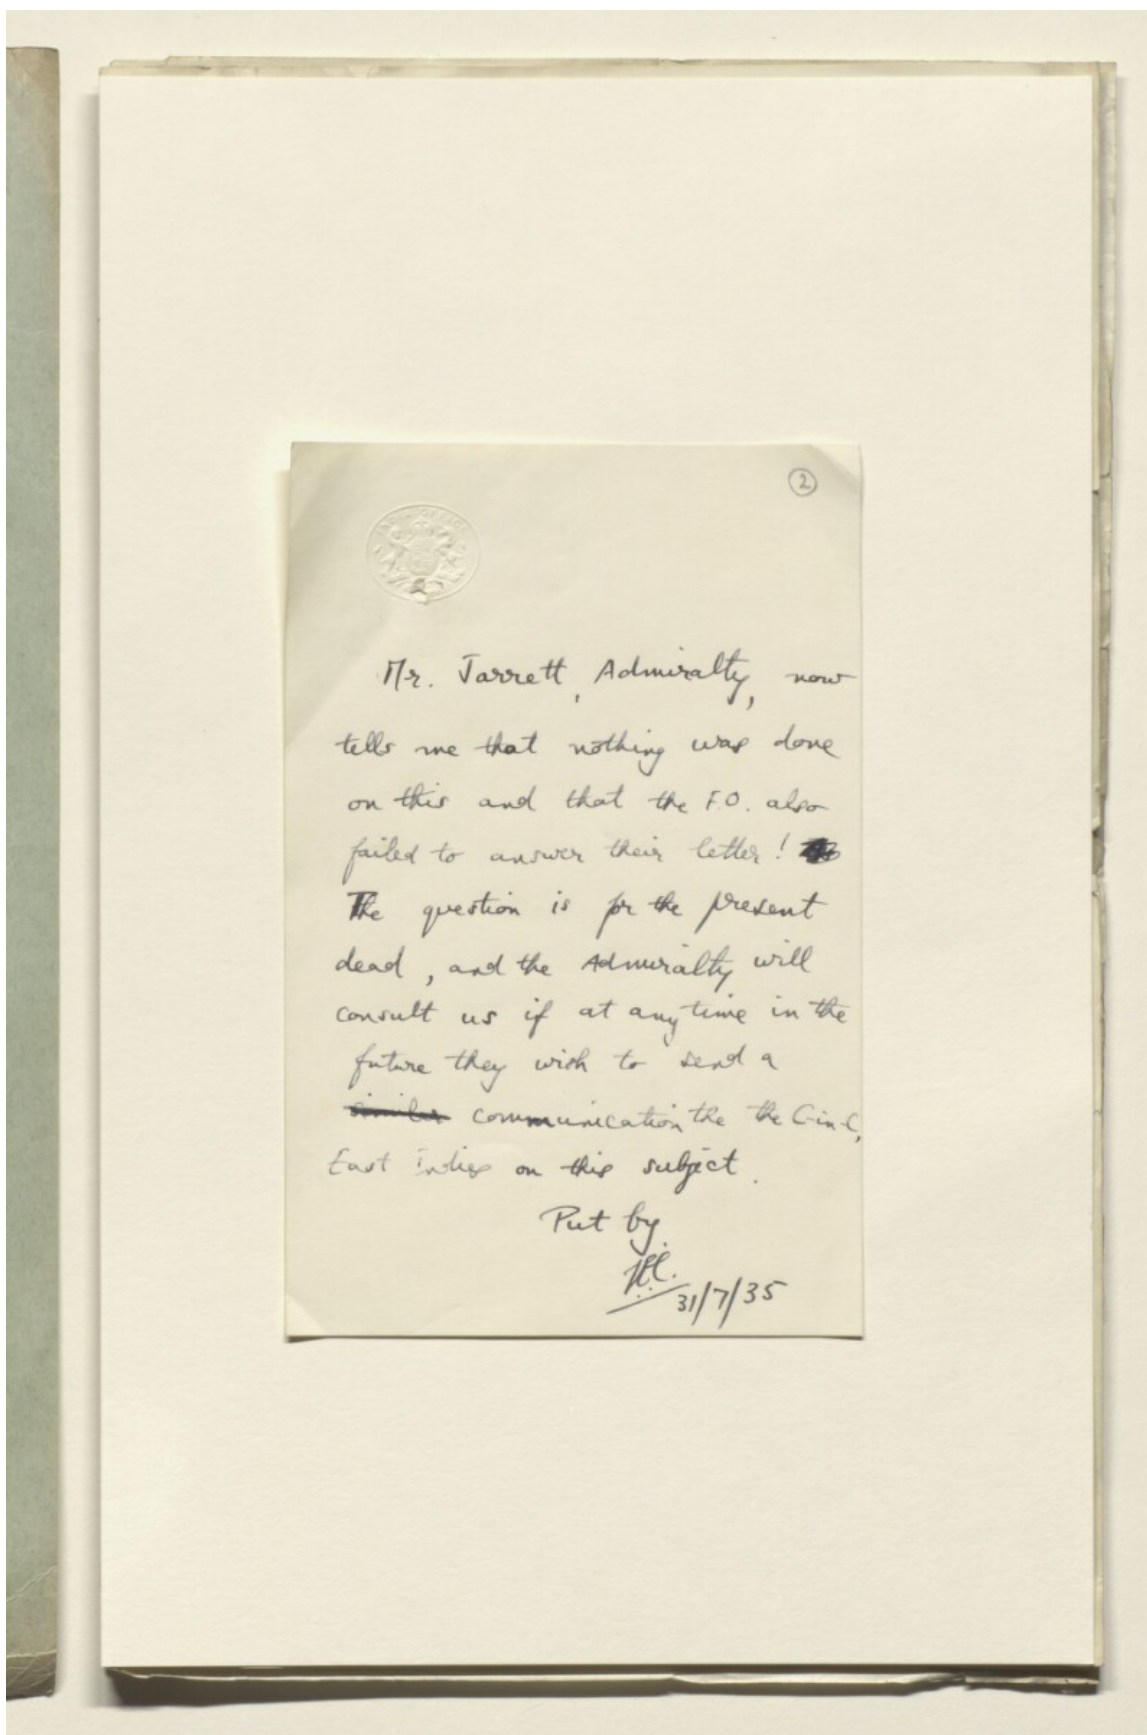 2
INDIA OFFICE
Mr. Jarrett, Admiralty, now
tells me that nothing was done
on this and that the F.O. also
failed to answer their letter!
The question is for the present
dead, and the Admiralty will
consult us if at any time in the
future they wish to send a
similar communication the the C-in-C,
East Indies on this subject.
Put by
31/7/35